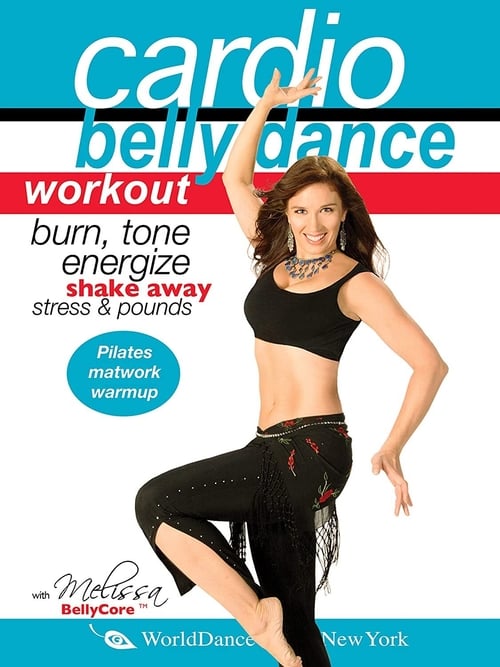 cardio
belly dance
workout
burn, tone
energize
shake away
stress & pounds
Pilates
matwork
warmup
with Melissa
BellyCore™
WorldDance New York